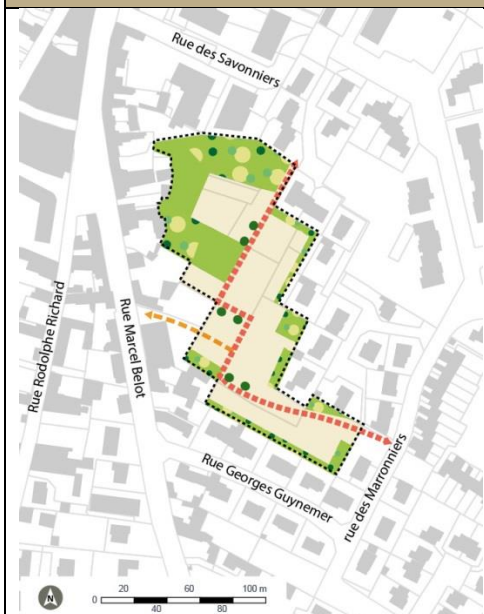 Rue des Savonniers
Rue Rodolphe Richard
Rue Marcel Belot
Rue Georges Guynemer
rue des Marronniers
N
20 60 100 m
0
40 80